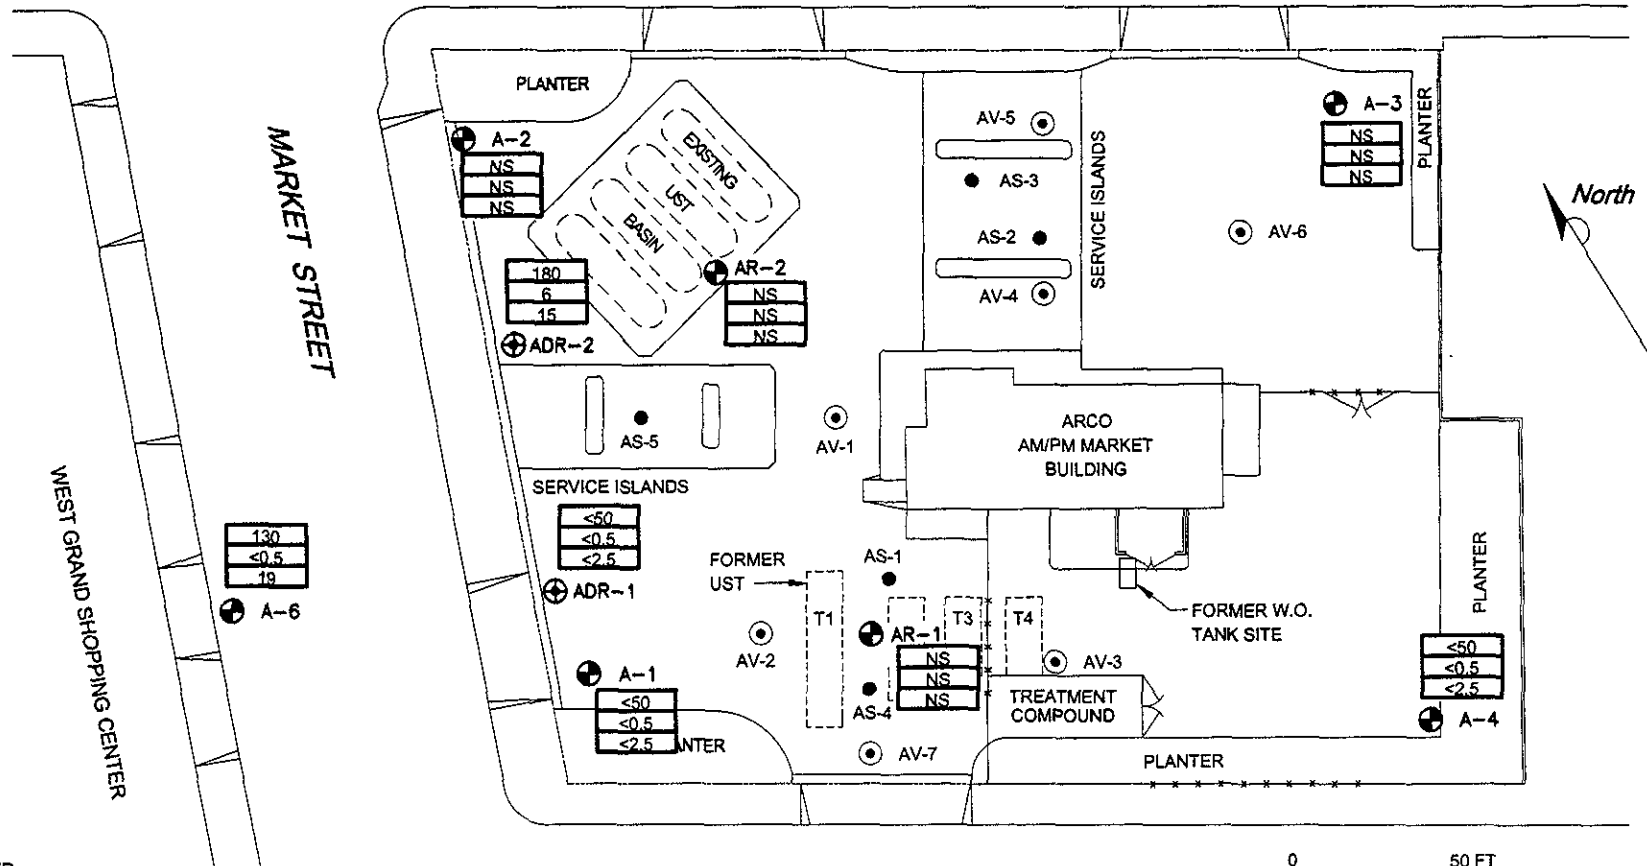 PLANTER
A-2
NS
NS
NS
MARKET STREET
EXISTING
UST
BASIN
AV-5
AS-3
AS-2
AV-4
SERVICE ISLANDS
A-3
NS
NS
NS
PLANTER
AV-6
North
180
6
15
ADR-2
AR-2
NS
NS
NS
AS-5
AV-1
ARCO
AM/PM MARKET
BUILDING
SERVICE ISLANDS
<50
<0.5
<2.5
ADR-1
WEST GRAND SHOPPING CENTER
130
<0.5
19
A-6
FORMER
UST
AS-1
T1
T3
T4
AR-1
NS
NS
NS
AV-2
AS-4
AV-3
AV-7
FORMER W.O.
TANK SITE
TREATMENT
COMPOUND
A-1
<50
<0.5
<2.5
ANTER
PLANTER
PLANTER
<50
<0.5
<2.5
A-4
0
50 FT